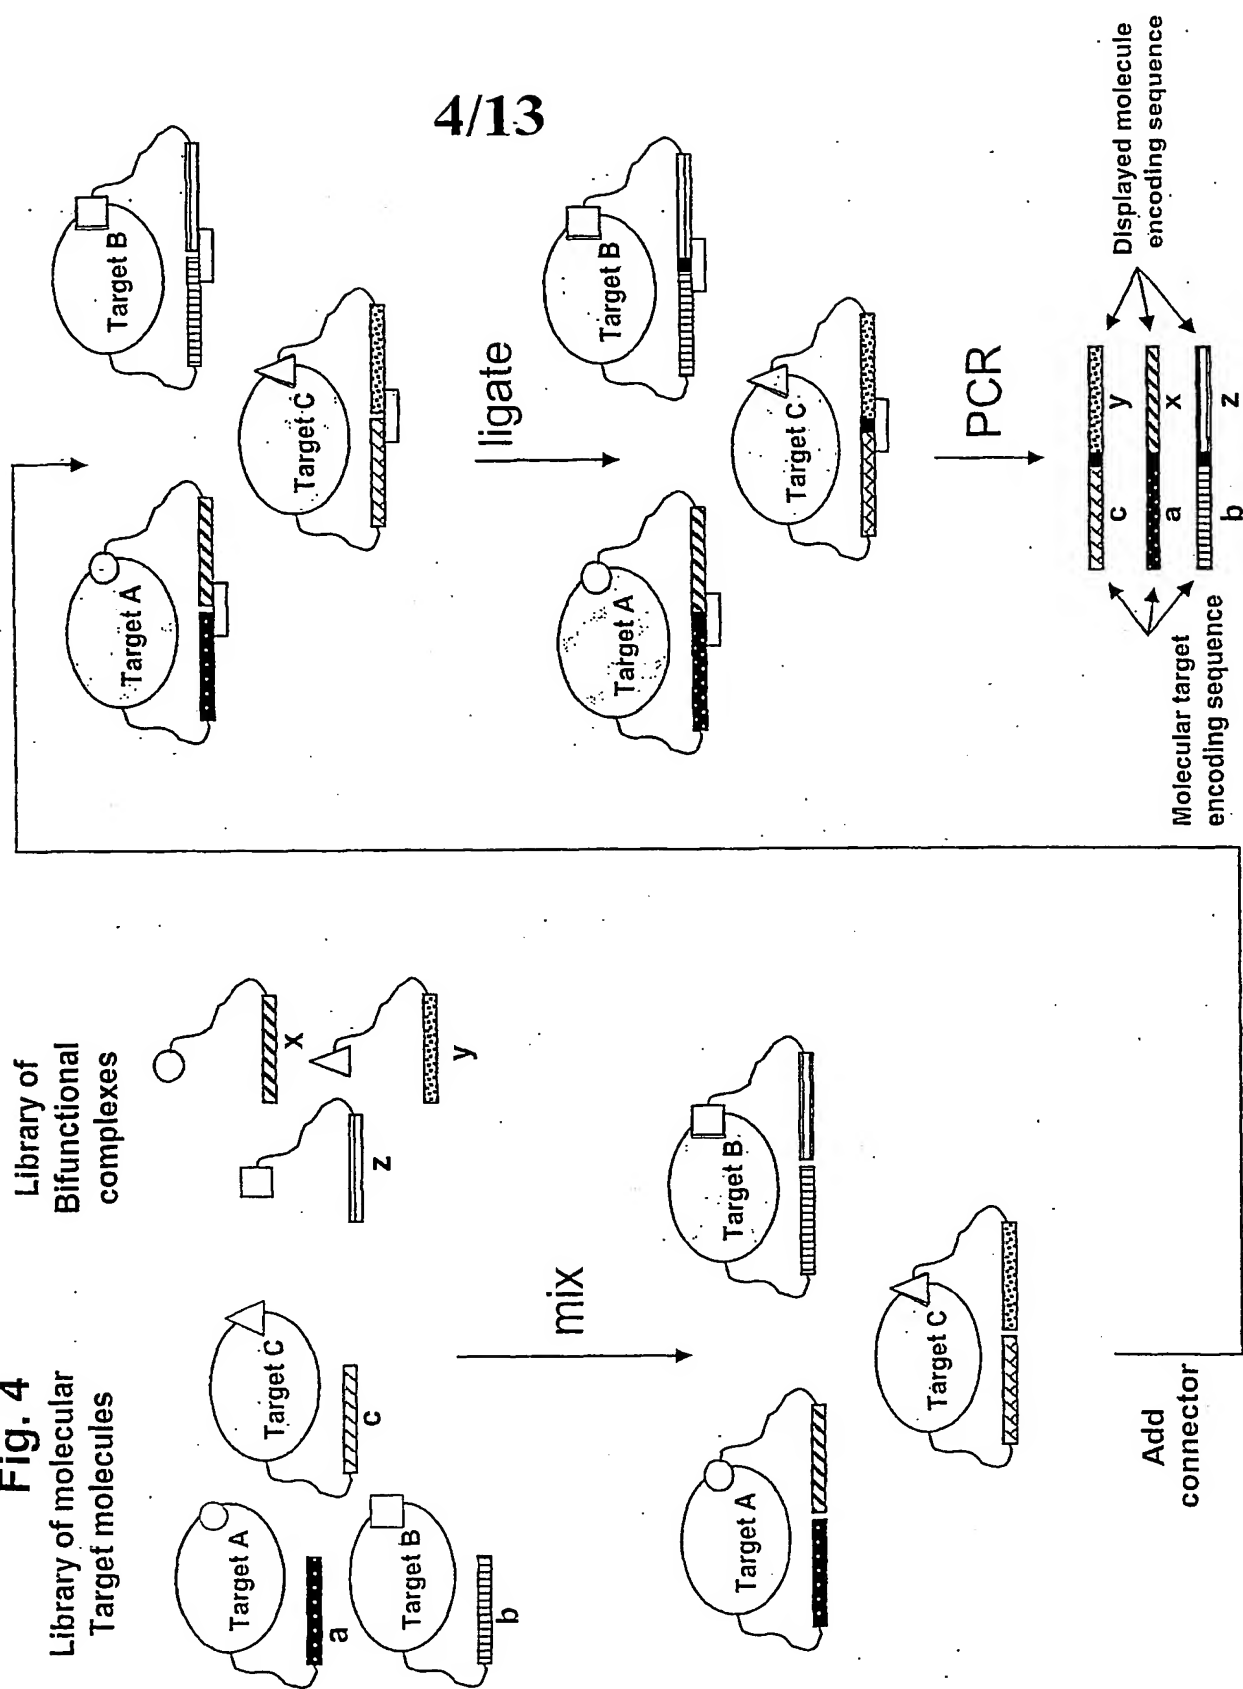 4/13
Fig. 4
Library of molecular
Target molecules
Target A
a
Target B
b
Target C
c
Library of
Bifunctional
complexes
x
z
y
mix
Target A
Target B
Target C
Add
connector
Target A
Target B
Target C
ligate
Target A
Target B
Target C
PCR
c y
a x
b z
Molecular target
encoding sequence
Displayed molecule
encoding sequence